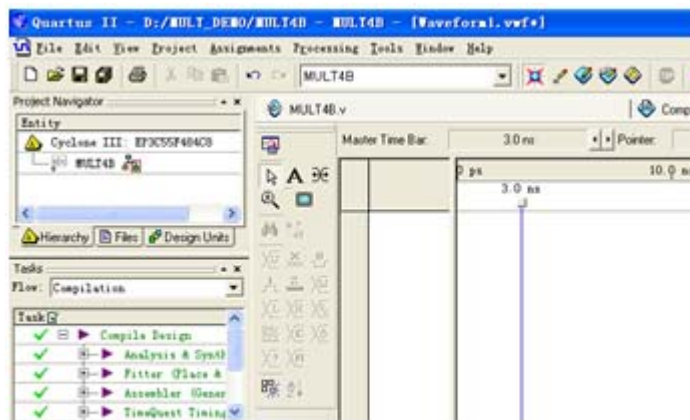 Quartus II - D:/MULT_DEMO/MULT4B - MULT4B - [Waveform1.vwf*]
File Edit View Project Assignments Processing Tools Window Help
MULT4B
Project Navigator
MULT4B.v
Comp
Entity
Cyclone III: EP3C55F484C8
MULT4B
Master Time Bar: 3.0 ns Pointer:
0 ps 10.0 ns
3.0 ns
Hierarchy Files Design Units
Tasks
Flow: Compilation
Task
Compile Design
Analysis & Synth
Fitter (Place &
Assembler (Gener
TimeQuest Timing